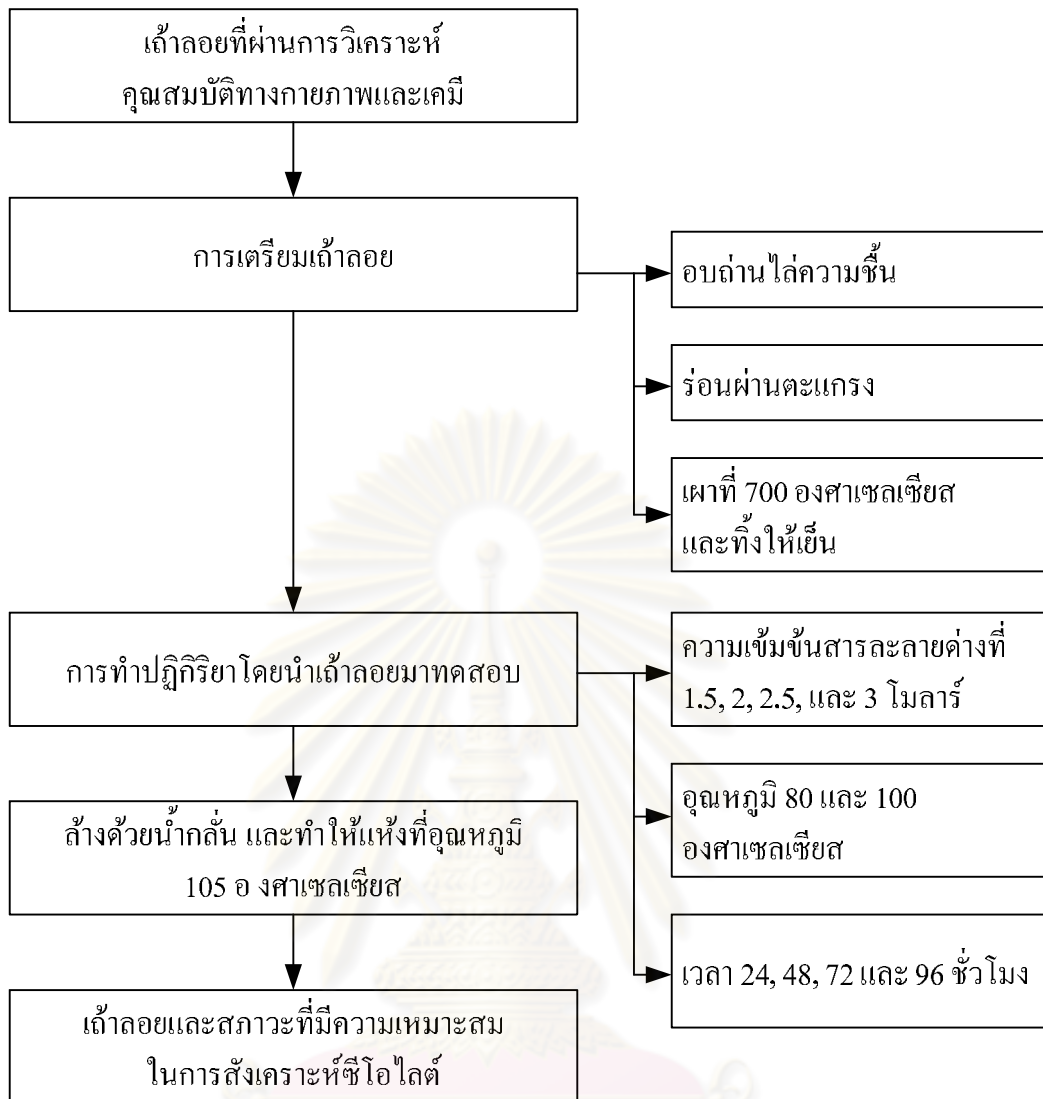 เถ้าลอยที่ผ่านการวิเคราะห์
คุณสมบัติทางกายภาพและเคมี
การเตรียมเถ้าลอย
อบถ่านไล่ความชื้น
ร่อนผ่านตะแกรง
เผาที่ 700 องศาเซลเซียส
และทิ้งให้เย็น
การทำปฏิกิริยาโดยนำเถ้าลอยมาทดสอบ
ความเข้มข้นสารละลายด่างที่
1.5, 2, 2.5, และ 3 โมลาร์
อุณหภูมิ 80 และ 100
องศาเซลเซียส
เวลา 24, 48, 72 และ 96 ชั่วโมง
ล้างด้วยน้ำกลั่น และทำให้แห้งที่อุณหภูมิ
105 อ งศาเซลเซียส
เถ้าลอยและสภาวะที่มีความเหมาะสม
ในการสังเคราะห์ซีโอไลต์